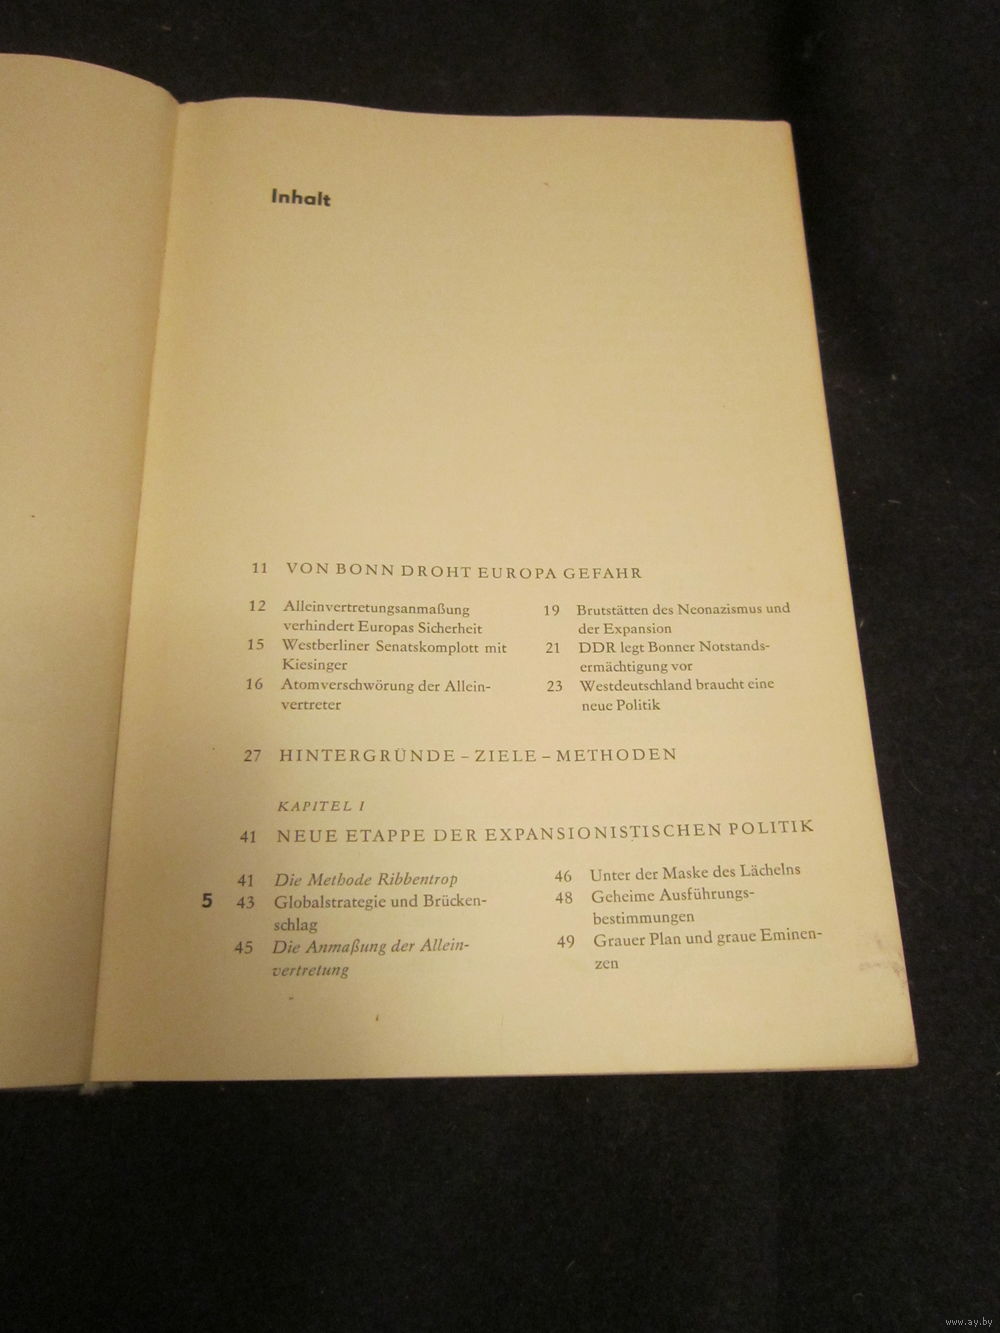 Inhalt
11 VON BONN DROHT EUROPA GEFAHR
12 Alleinvertretungsanmaßung
verhindert Europas Sicherheit
15 Westberliner Senatskomplott mit
Kiesinger
16 Atomverschwörung der Allein-
vertreter
19 Brutstätten des Neonazismus und
der Expansion
21 DDR legt Bonner Notstands-
ermächtigung vor
23 Westdeutschland braucht eine
neue Politik
27 HINTERGRÜNDE – ZIELE – METHODEN
KAPITEL I
41 NEUE ETAPPE DER EXPANSIONISTISCHEN POLITIK
41 Die Methode Ribbentrop
43 Globalstrategie und Brücken-
schlag
45 Die Anmaßung der Allein-
vertretung
46 Unter der Maske des Lächelns
48 Geheime Ausführungs-
bestimmungen
49 Grauer Plan und graue Eminen-
zen
5
www.ay.by